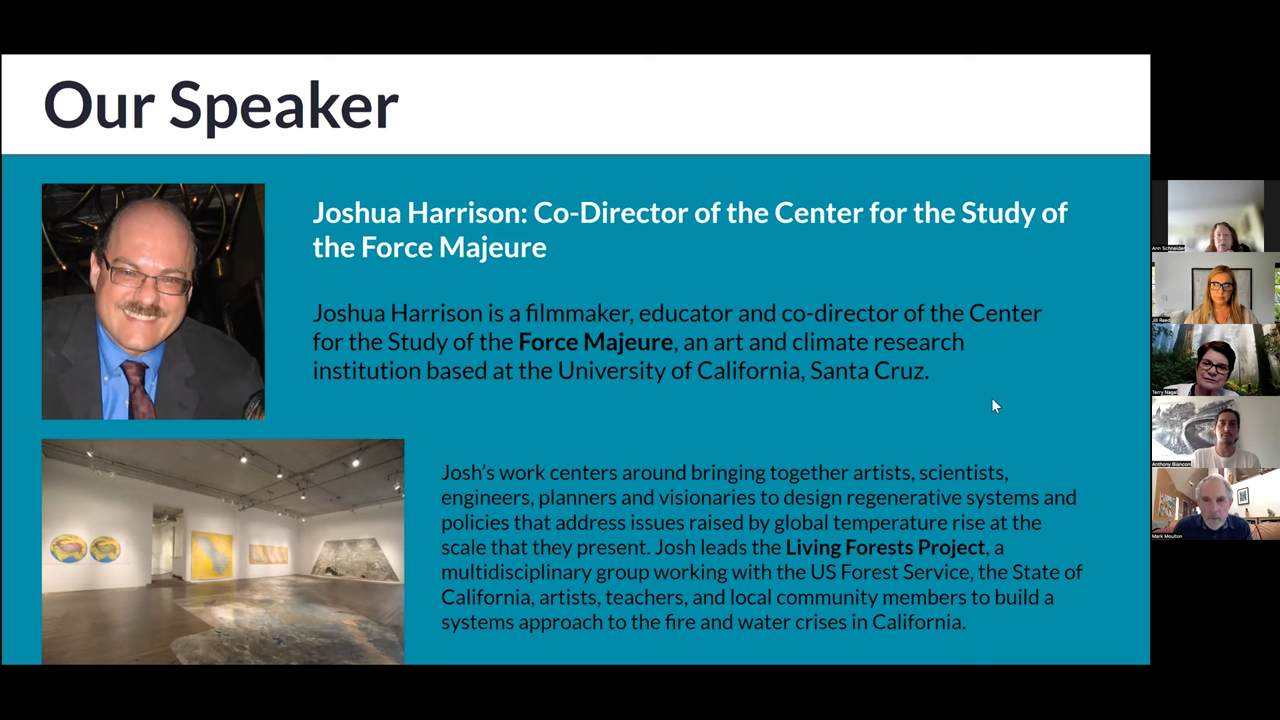 Our Speaker
Joshua Harrison: Co-Director of the Center for the Study of
the Force Majeure
Joshua Harrison is a filmmaker, educator and co-director of the Center
for the Study of the Force Majeure, an art and climate research
institution based at the University of California, Santa Cruz.
Josh’s work centers around bringing together artists, scientists,
engineers, planners and visionaries to design regenerative systems and
policies that address issues raised by global temperature rise at the
scale that they present. Josh leads the Living Forests Project, a
multidisciplinary group working with the US Forest Service, the State of
California, artists, teachers, and local community members to build a
systems approach to the fire and water crises in California.
Ann Schneider
Jill Reed
Terry Nagel
Anthony Biancon
Mark Moulton